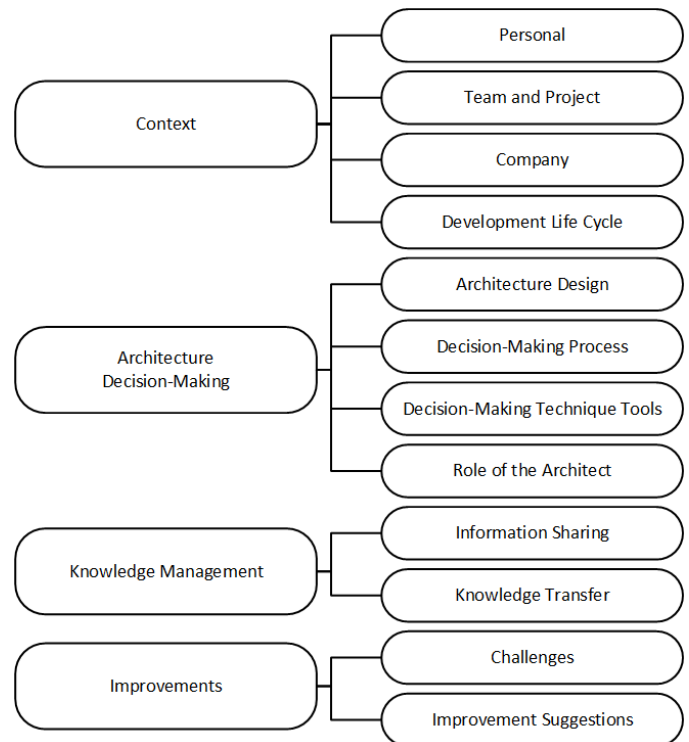 Context
Personal
Team and Project
Company
Development Life Cycle
Architecture
Decision-Making
Architecture Design
Decision-Making Process
Decision-Making Technique Tools
Role of the Architect
Knowledge Management
Information Sharing
Knowledge Transfer
Improvements
Challenges
Improvement Suggestions